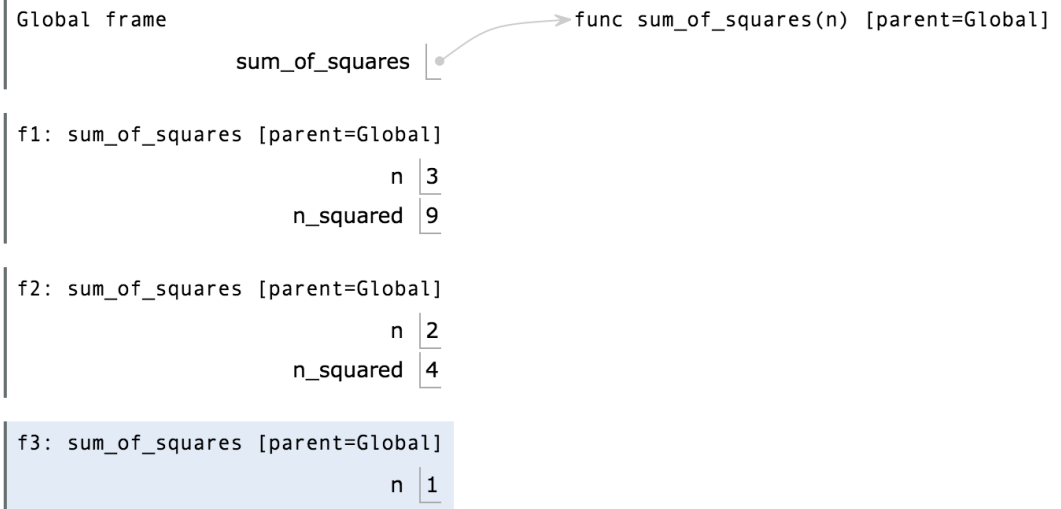 Global frame
func sum_of_squares(n) [parent=Global]
sum_of_squares
f1: sum_of_squares [parent=Global]
n 3
n_squared 9
f2: sum_of_squares [parent=Global]
n 2
n_squared 4
f3: sum_of_squares [parent=Global]
n 1